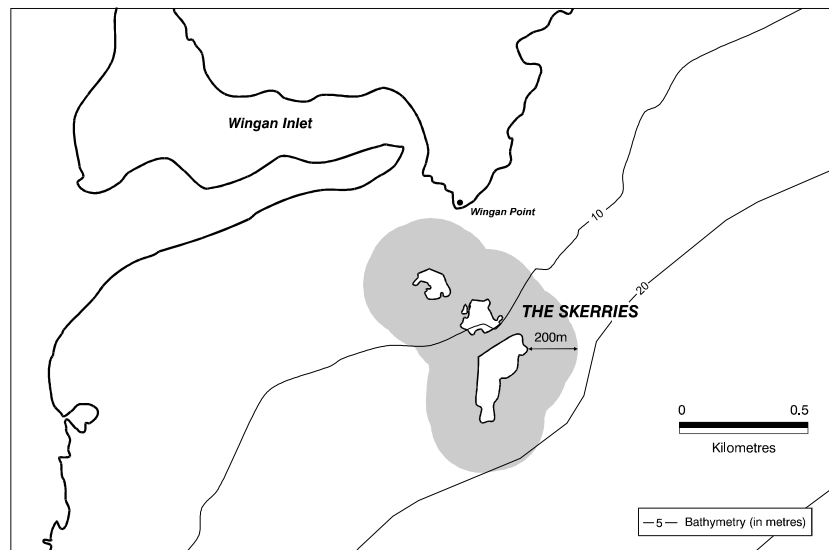 Wingan Inlet
Wingan Point
10
20
THE SKERRIES
200m
0 0.5
Kilometres
—5— Bathymetry (in metres)